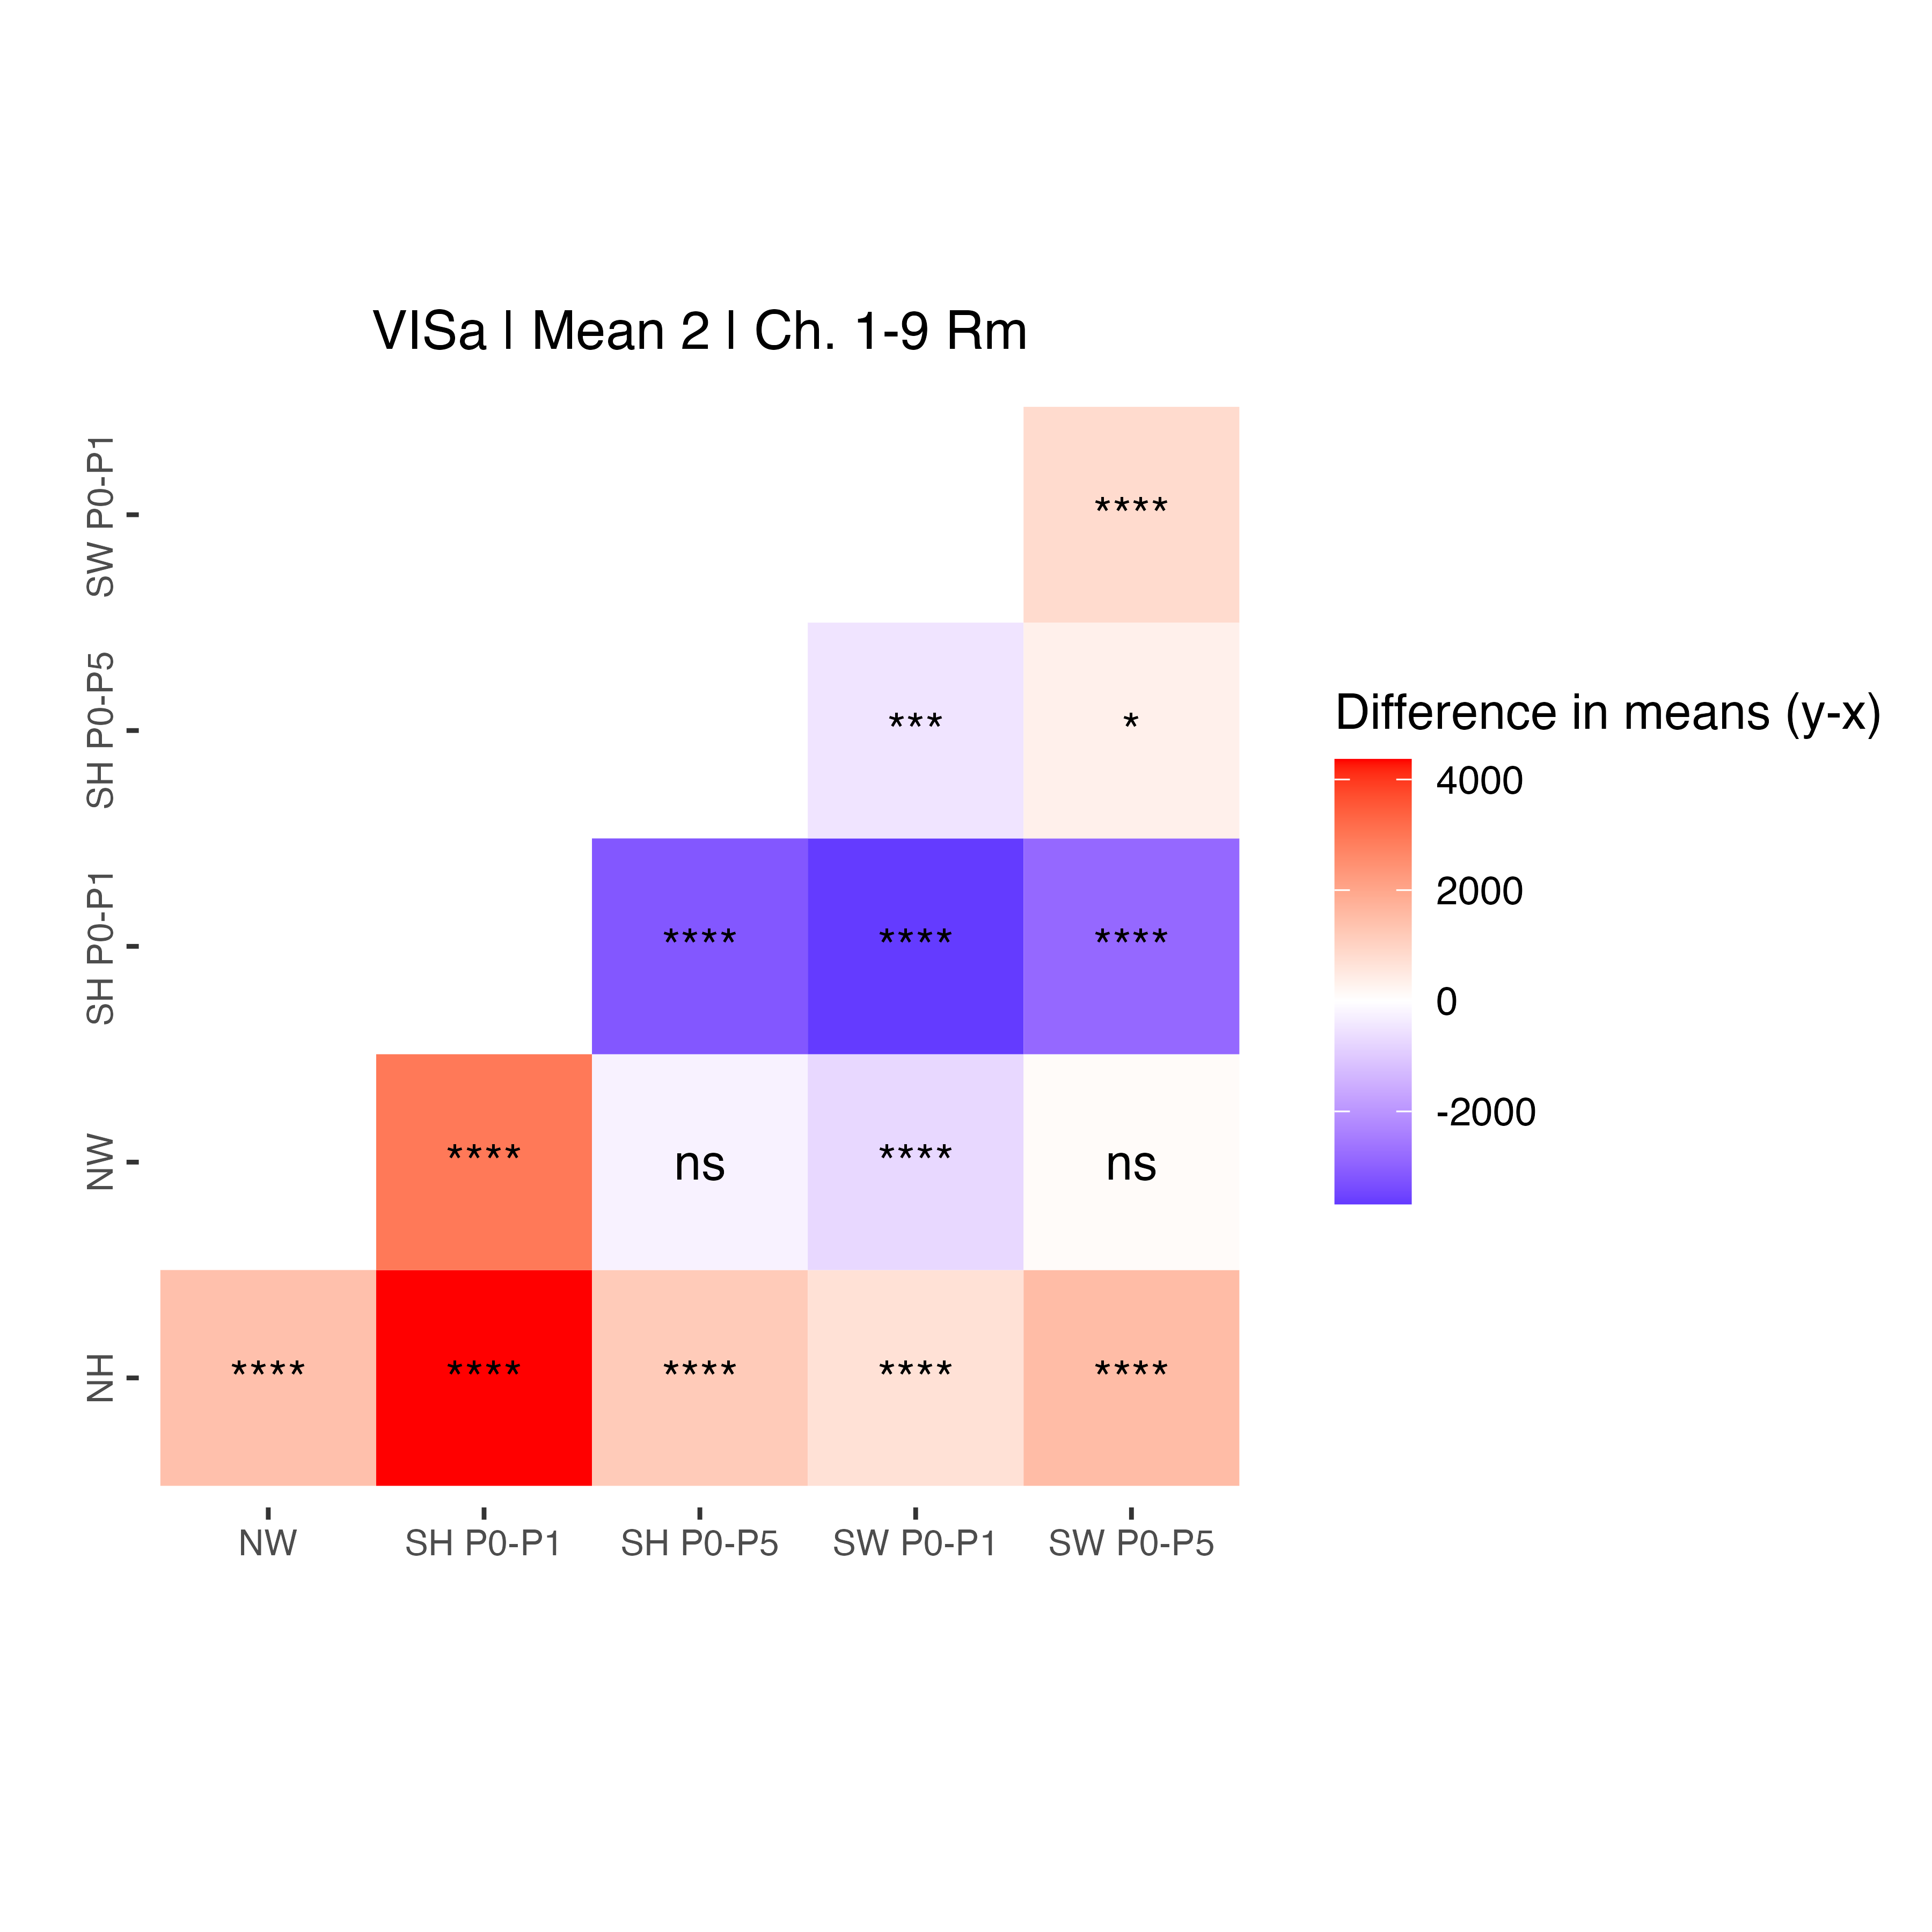 VISa | Mean 2 | Ch. 1-9 Rm
SW P0-P1
****
SH P0-P5
*** *
SH P0-P1
**** **** ****
NW
**** ns **** ns
NH
**** **** **** **** ****
NW SH P0-P1 SH P0-P5 SW P0-P1 SW P0-P5
Difference in means (y-x)
4000
2000
0
-2000